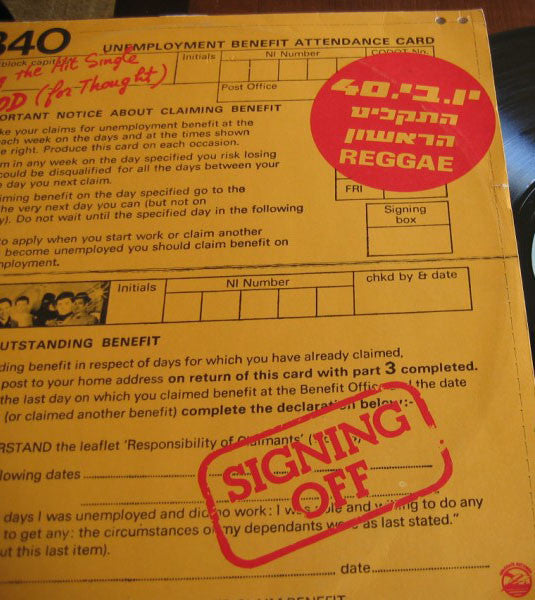 B40
UNEMPLOYMENT BENEFIT ATTENDANCE CARD
block capitals
Initials
NI Number
the Hit Single
OD (for Thought)
Post Office
יו.בי.40
התקליט
הראשון
REGGAE
PORTANT NOTICE ABOUT CLAIMING BENEFIT
ke your claims for unemployment benefit at the
each week on the days and at the times shown
e right. Produce this card on each occasion.
m in any week on the day specified you risk losing
could be disqualified for all the days between your
e day you next claim.
iming benefit on the day specified go to the
the very next day you can (but not on
y). Do not wait until the specified day in the following
FRI
Signing
box
to apply when you start work or claim another
become unemployed you should claim benefit on
mployment.
Initials
NI Number
chkd by & date
UTSTANDING BENEFIT
ding benefit in respect of days for which you have already claimed,
post to your home address on return of this card with part 3 completed.
the last day on which you claimed benefit at the Benefit Office and the date
(or claimed another benefit) complete the declaration below:-
RSTAND the leaflet 'Responsibility of Claimants'
llowing dates
SIGNING
OFF
days I was unemployed and did no work: I was able and willing to do any
to get any: the circumstances of my dependants were as last stated."
ut this last item).
date
CLAIM BENEFIT